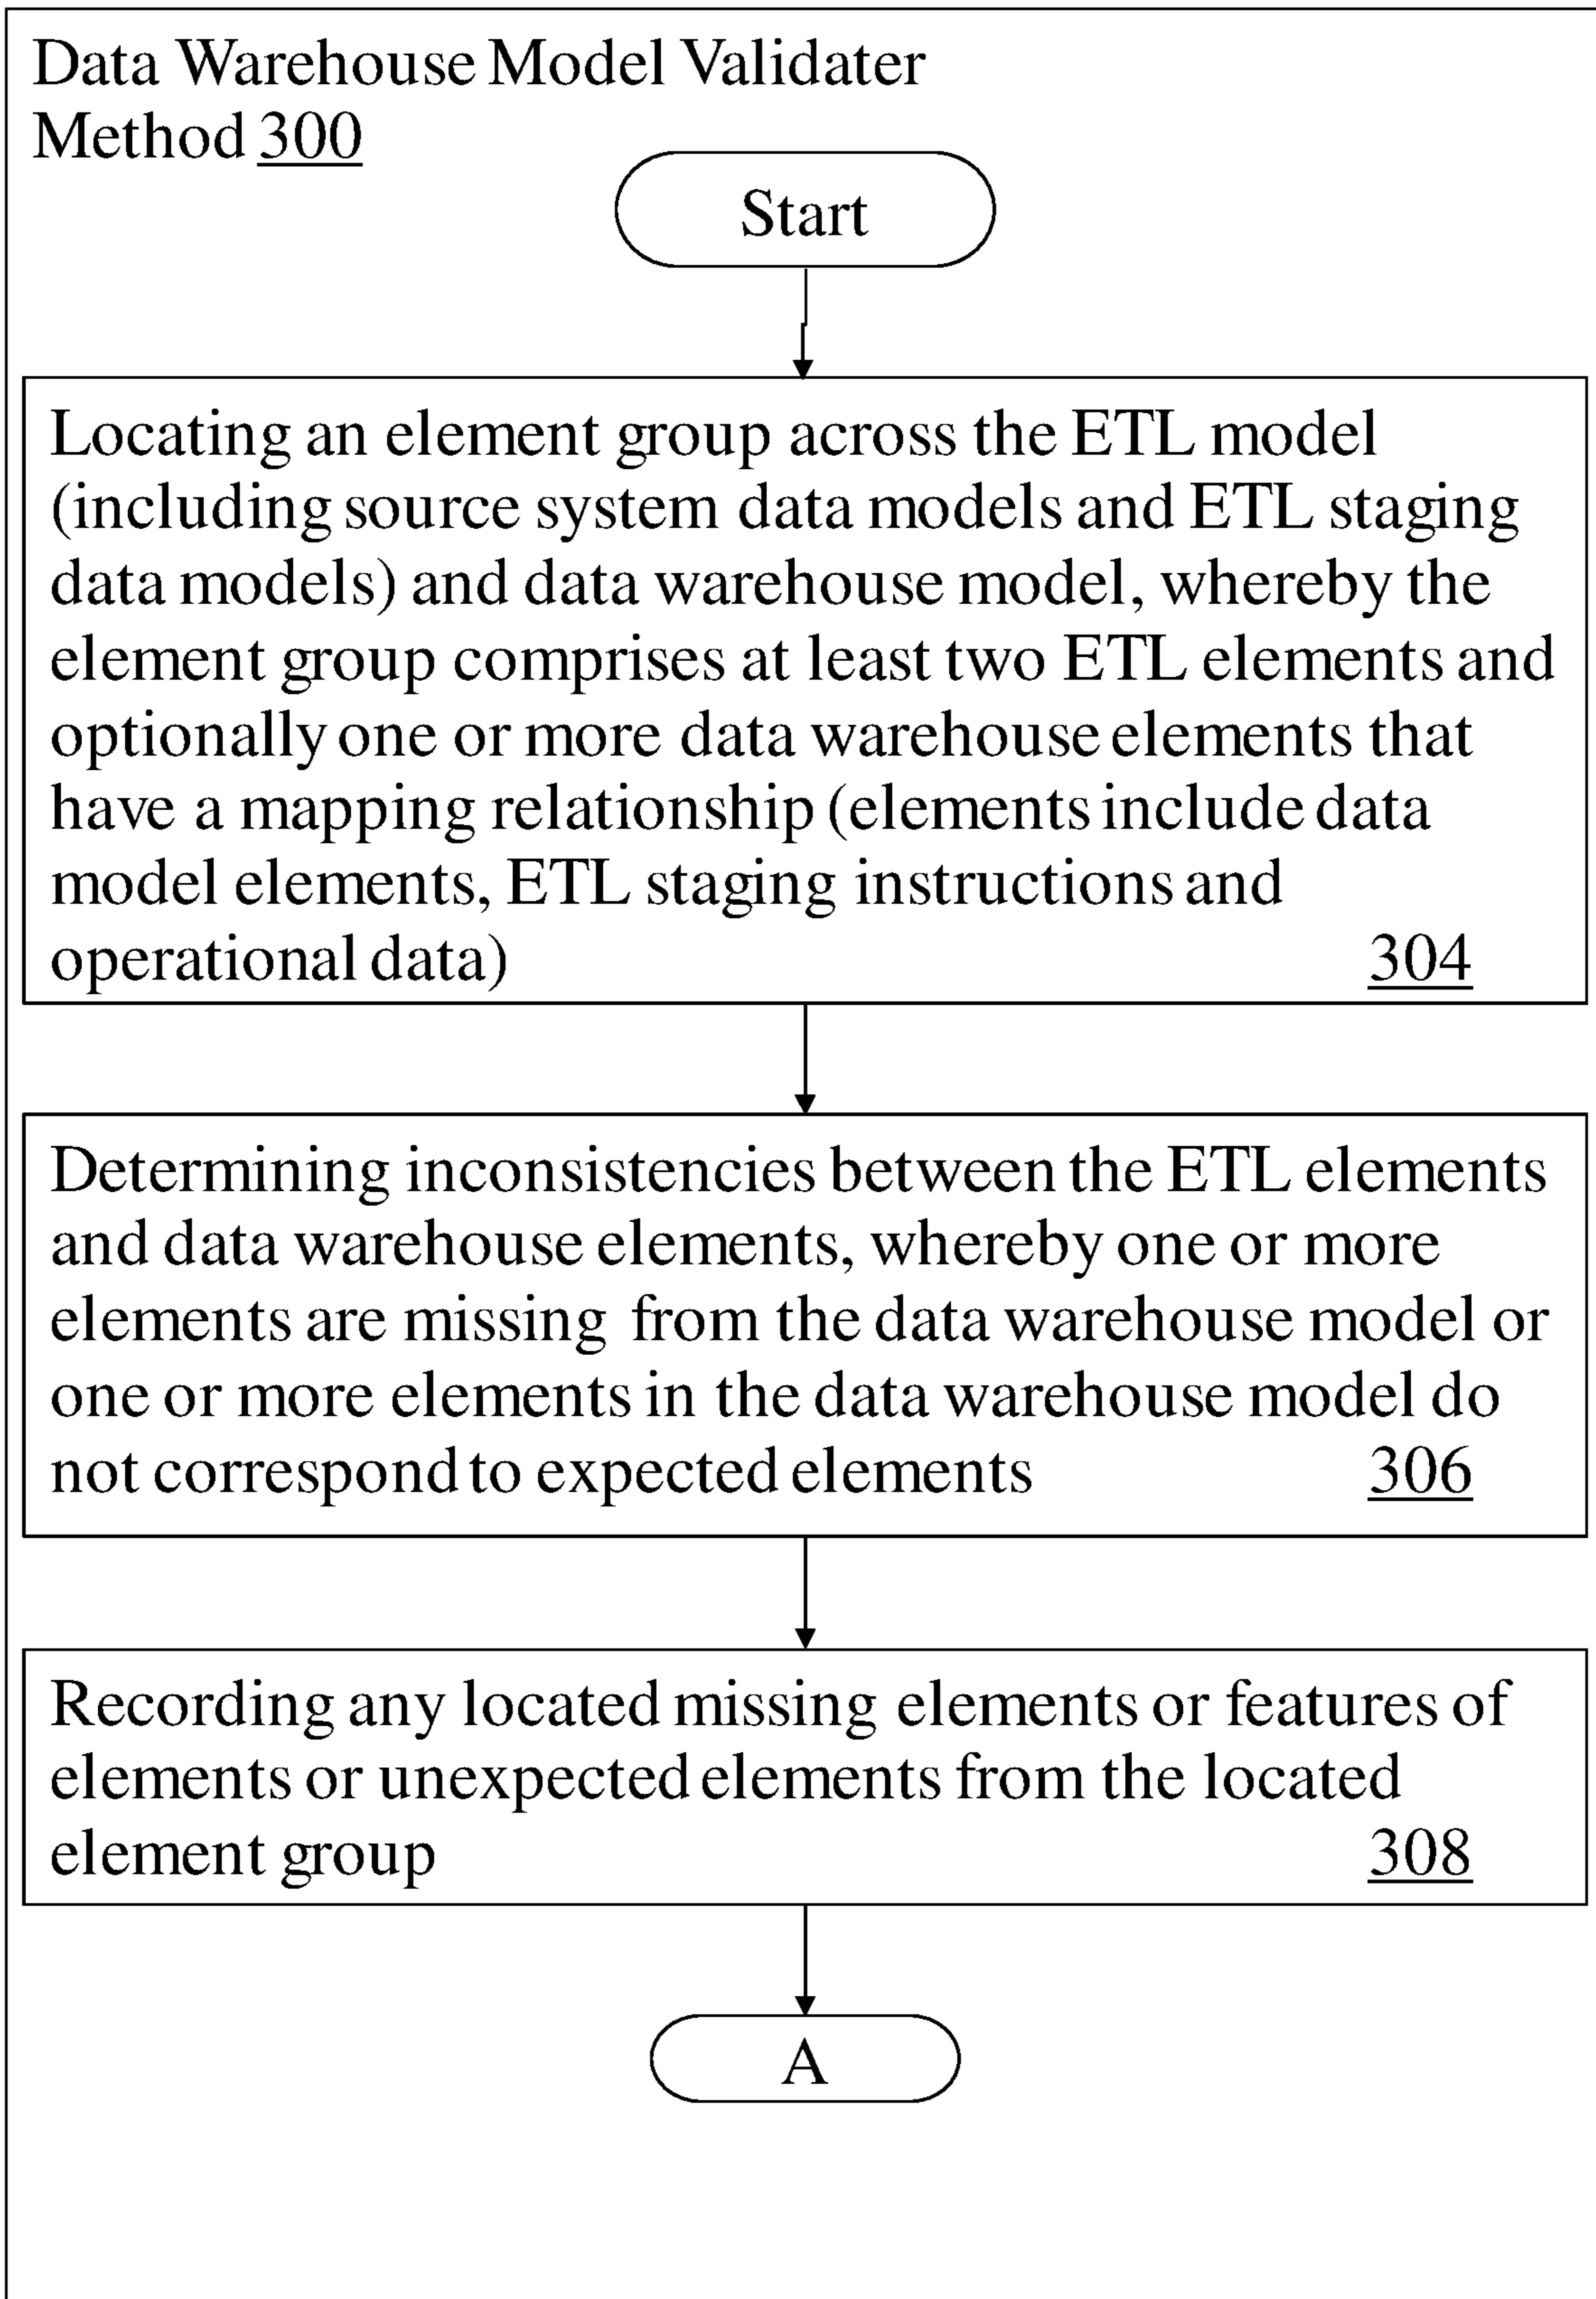 Data Warehouse Model Validater
Method 300
Start
Locating an element group across the ETL model
(including source system data models and ETL staging
data models) and data warehouse model, whereby the
element group comprises at least two ETL elements and
optionally one or more data warehouse elements that
have a mapping relationship (elements include data
model elements, ETL staging instructions and
operational data) 304
Determining inconsistencies between the ETL elements
and data warehouse elements, whereby one or more
elements are missing from the data warehouse model or
one or more elements in the data warehouse model do
not correspond to expected elements 306
Recording any located missing elements or features of
elements or unexpected elements from the located
element group 308
A